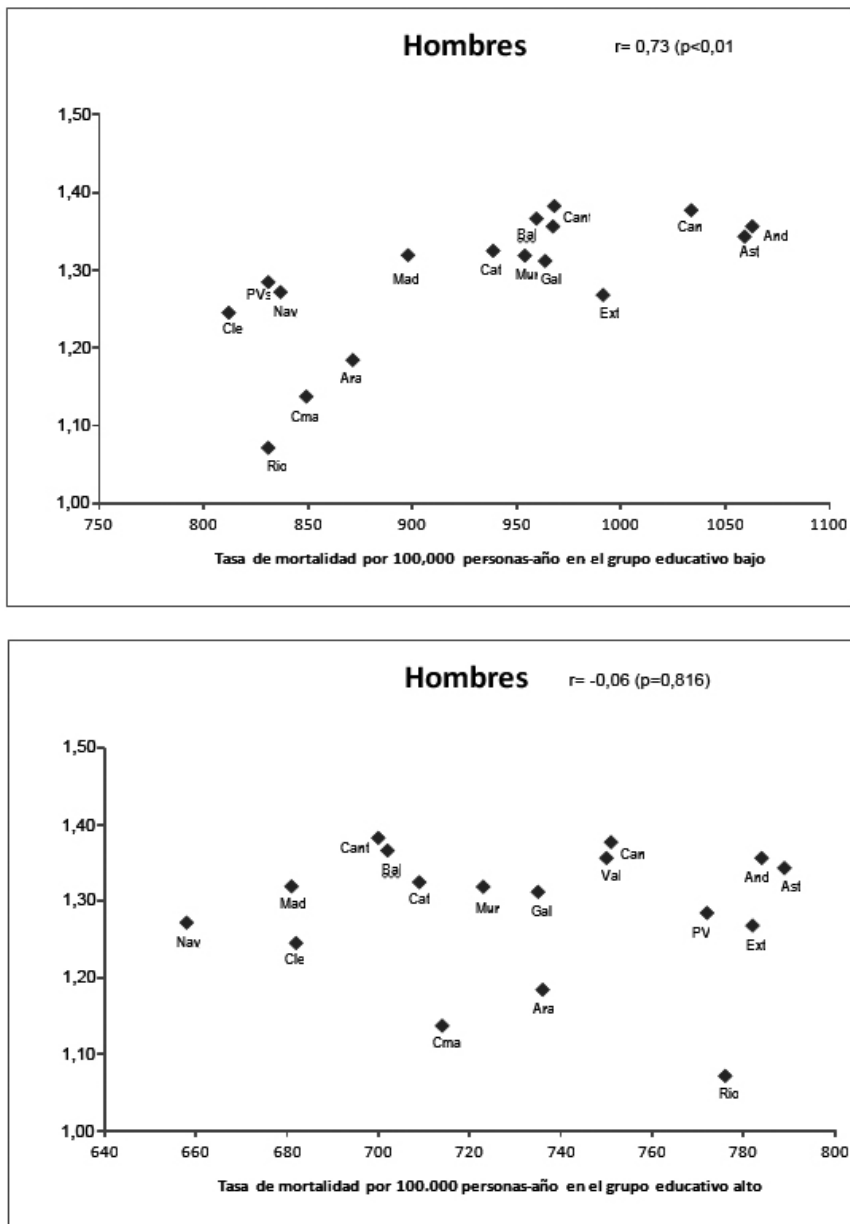 Hombres r= 0,73 (p<0,01
1,50
1,40
Cant
Bal
Can
And
Ast
1,30
Mad
Cat
Mur
Gal
PVs
Nav
Ext
Cle
1,20
Ara
Cma
1,10
Rio
1,00
750 800 850 900 950 1000 1050 1100
Tasa de mortalidad por 100,000 personas-año en el grupo educativo bajo
Hombres r= -0,06 (p=0,816)
1,50
1,40
Cant
Can
Bal
Val
And
Ast
1,30
Mad
Cat
Mur
Gal
PV
Nav
Cle
Ext
1,20
Ara
Cma
1,10
Rio
1,00
640 660 680 700 720 740 760 780 800
Tasa de mortalidad por 100.000 personas-año en el grupo educativo alto